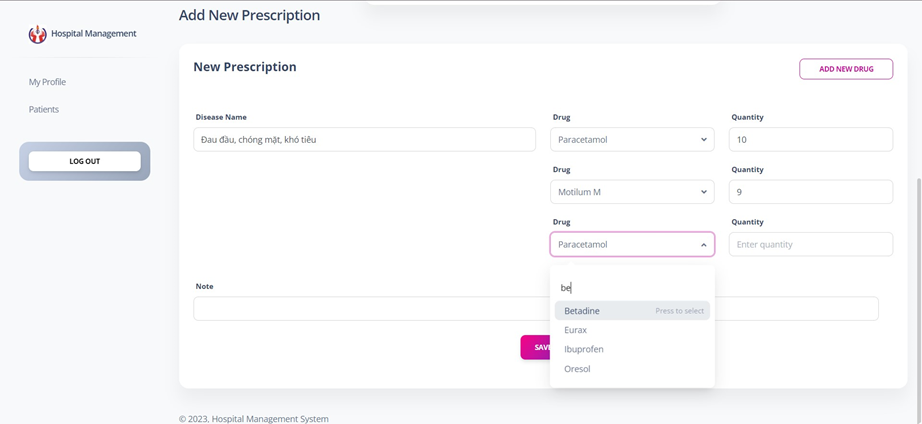 Add New Prescription
Hospital Management
My Profile
Patients
LOG OUT
New Prescription
ADD NEW DRUG
Disease Name
Đau đầu, chóng mặt, khó tiêu
Drug
Paracetamol
Quantity
10
Drug
Motilum M
Quantity
9
Drug
Paracetamol
Quantity
Enter quantity
be
Betadine
Press to select
Eurax
Ibuprofen
Oresol
Note
SAVE
© 2023, Hospital Management System